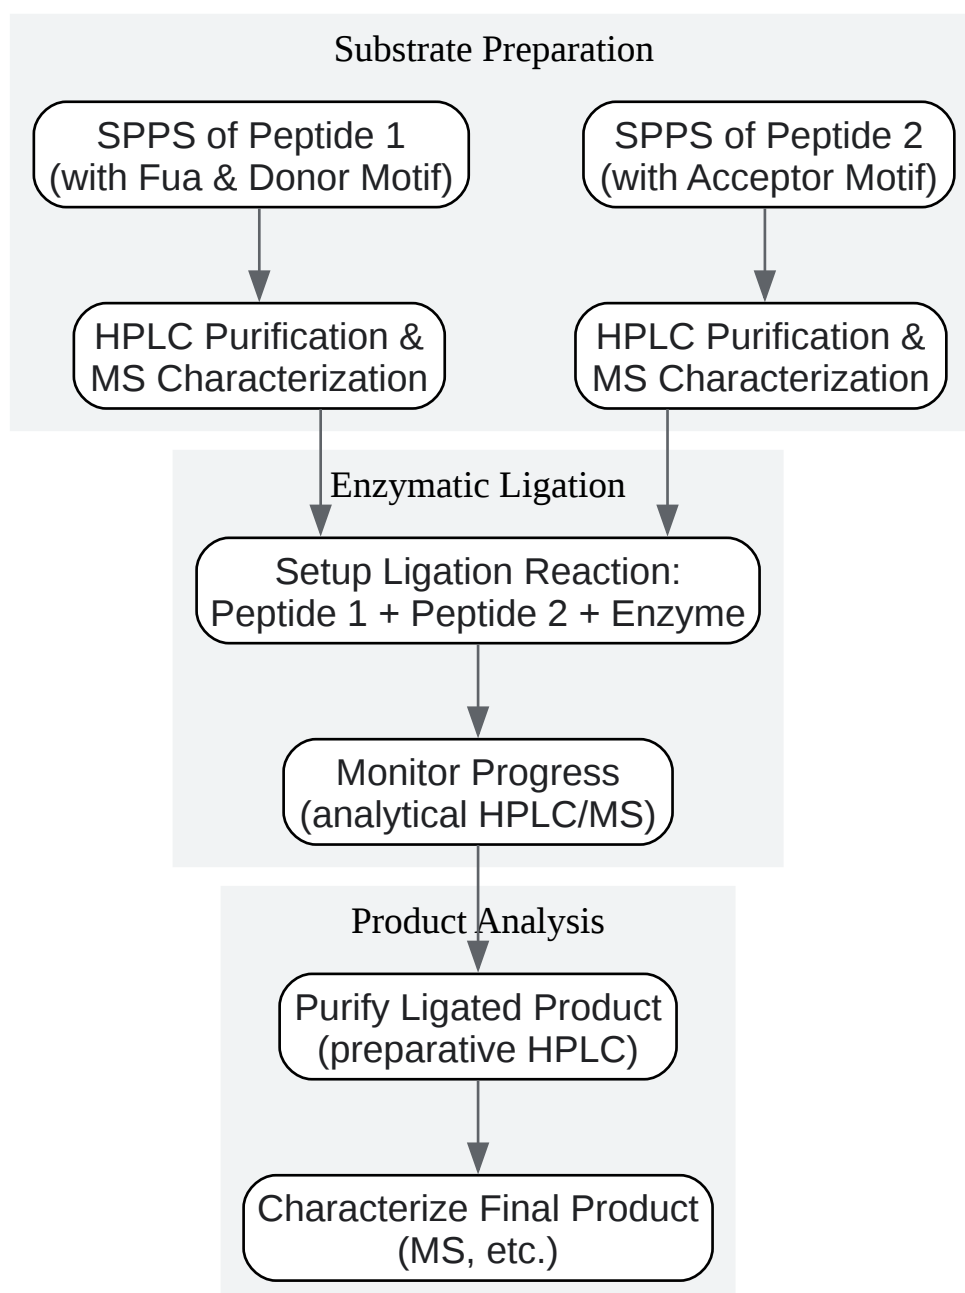 Substrate Preparation
SPPS of Peptide 1
(with Fua & Donor Motif)
SPPS of Peptide 2
(with Acceptor Motif)
HPLC Purification &
MS Characterization
HPLC Purification &
MS Characterization
Enzymatic Ligation
Setup Ligation Reaction:
Peptide 1 + Peptide 2 + Enzyme
Monitor Progress
(analytical HPLC/MS)
Product Analysis
Purify Ligated Product
(preparative HPLC)
Characterize Final Product
(MS, etc.)